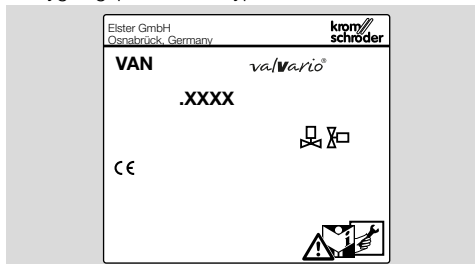 Elster GmbH
Osnabrück, Germany
krom
schroder
VAN
valvario®
.XXXX
CE
i